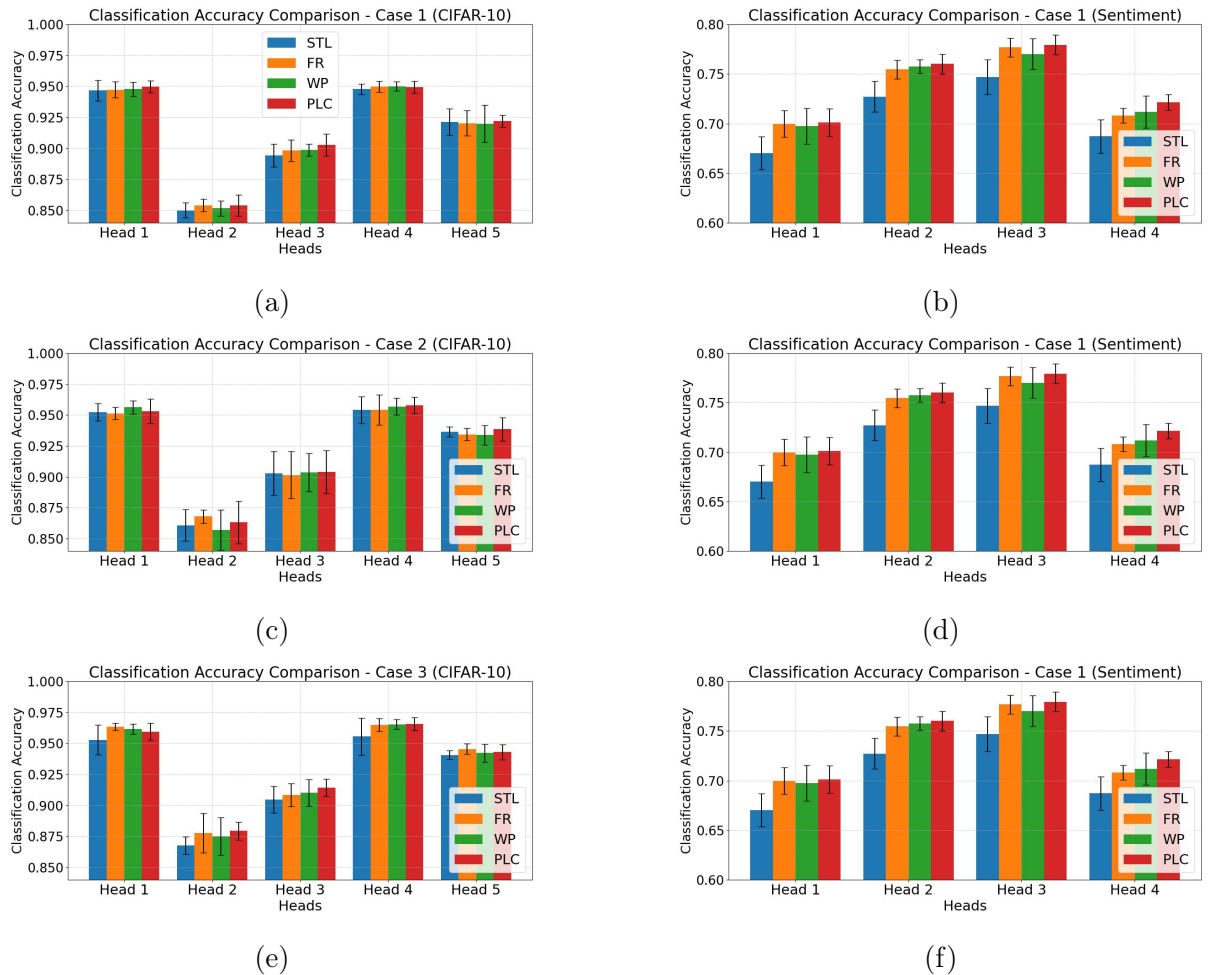 Classification Accuracy Comparison - Case 1 (CIFAR-10)
Classification Accuracy
1.000
0.975
0.950
0.925
0.900
0.875
0.850
STL
FR
WP
PLC
Head 1 Head 2 Head 3 Head 4 Head 5
Heads
(a)
Classification Accuracy Comparison - Case 1 (Sentiment)
Classification Accuracy
0.80
0.75
0.70
0.65
0.60
STL
FR
WP
PLC
Head 1 Head 2 Head 3 Head 4
Heads
(b)
Classification Accuracy Comparison - Case 2 (CIFAR-10)
Classification Accuracy
1.000
0.975
0.950
0.925
0.900
0.875
0.850
STL
FR
WP
PLC
Head 1 Head 2 Head 3 Head 4 Head 5
Heads
(c)
Classification Accuracy Comparison - Case 1 (Sentiment)
Classification Accuracy
0.80
0.75
0.70
0.65
0.60
STL
FR
WP
PLC
Head 1 Head 2 Head 3 Head 4
Heads
(d)
Classification Accuracy Comparison - Case 3 (CIFAR-10)
Classification Accuracy
1.000
0.975
0.950
0.925
0.900
0.875
0.850
STL
FR
WP
PLC
Head 1 Head 2 Head 3 Head 4 Head 5
Heads
(e)
Classification Accuracy Comparison - Case 1 (Sentiment)
Classification Accuracy
0.80
0.75
0.70
0.65
0.60
STL
FR
WP
PLC
Head 1 Head 2 Head 3 Head 4
Heads
(f)